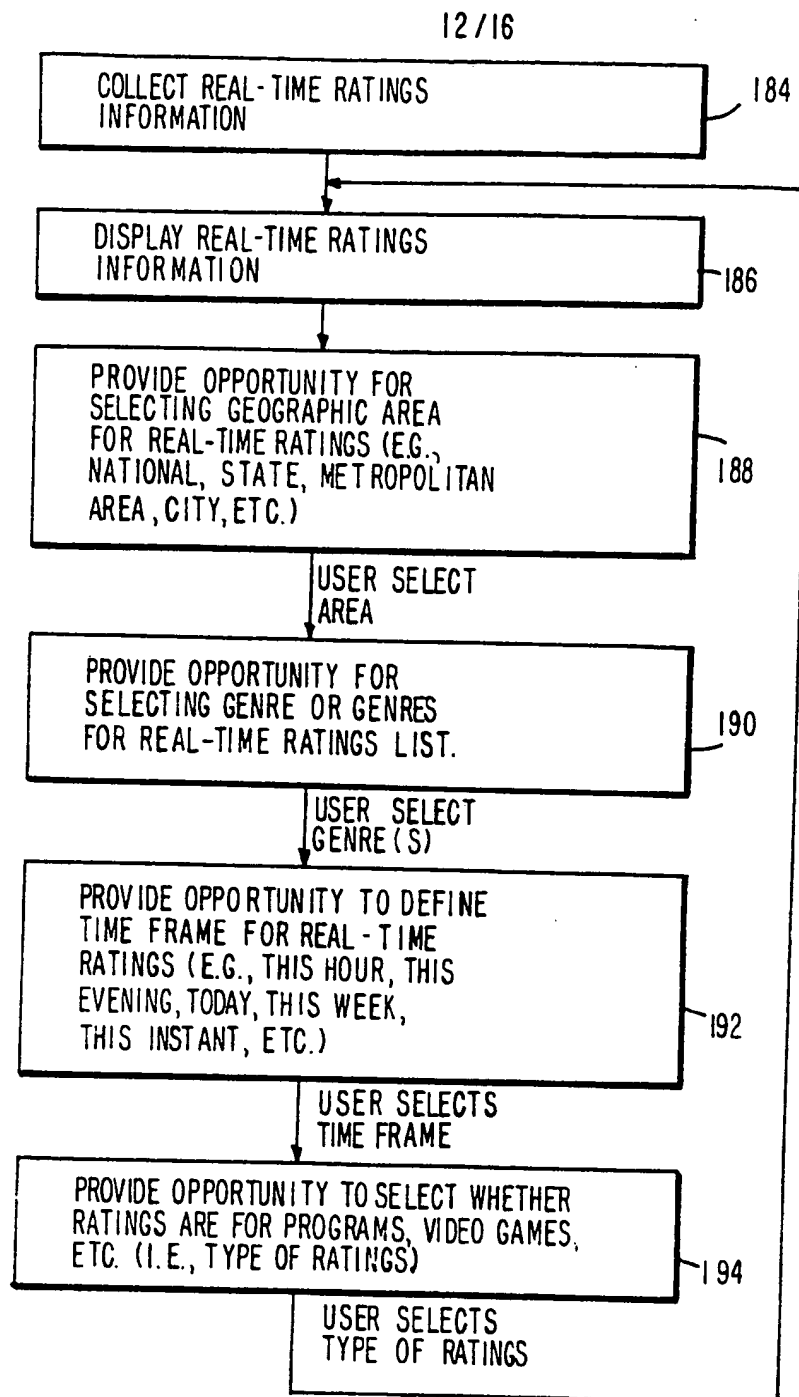 12/16
COLLECT REAL-TIME RATINGS
INFORMATION
184
DISPLAY REAL-TIME RATINGS
INFORMATION
186
PROVIDE OPPORTUNITY FOR
SELECTING GEOGRAPHIC AREA
FOR REAL-TIME RATINGS (E.G.,
NATIONAL, STATE, METROPOLITAN
AREA, CITY, ETC.)
188
USER SELECT
AREA
PROVIDE OPPORTUNITY FOR
SELECTING GENRE OR GENRES
FOR REAL-TIME RATINGS LIST.
190
USER SELECT
GENRE(S)
PROVIDE OPPORTUNITY TO DEFINE
TIME FRAME FOR REAL-TIME
RATINGS (E.G., THIS HOUR, THIS
EVENING, TODAY, THIS WEEK,
THIS INSTANT, ETC.)
192
USER SELECTS
TIME FRAME
PROVIDE OPPORTUNITY TO SELECT WHETHER
RATINGS ARE FOR PROGRAMS, VIDEO GAMES,
ETC. (I.E., TYPE OF RATINGS)
194
USER SELECTS
TYPE OF RATINGS